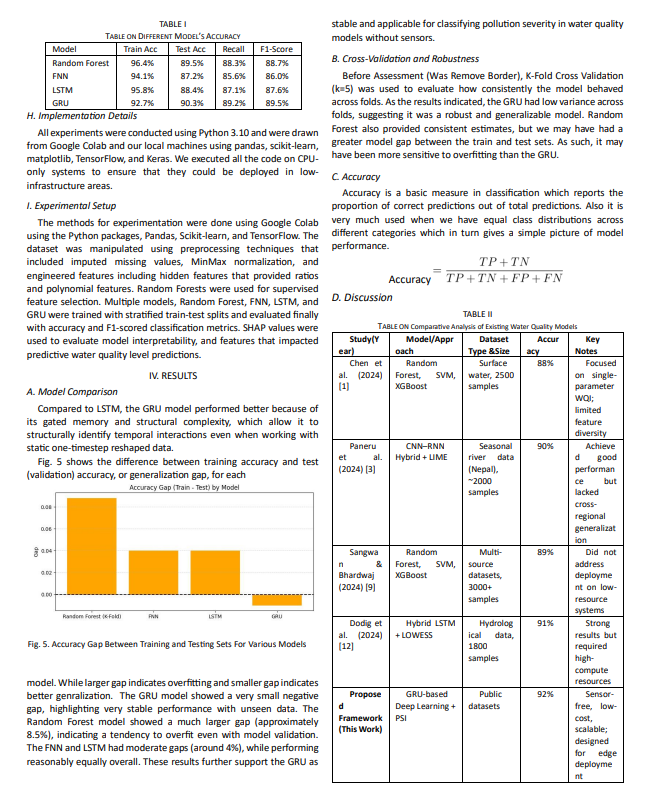 TABLE I
TABLE ON DIFFERENT MODEL'S ACCURACY
Model Train Acc Test Acc Recall F1-Score
Random Forest 96.4% 89.5% 88.3% 88.7%
FNN 94.1% 87.2% 85.6% 86.0%
LSTM 95.8% 88.4% 87.1% 87.6%
GRU 92.7% 90.3% 89.2% 89.5%
H. Implementation Details
All experiments were conducted using Python 3.10 and were drawn
from Google Colab and our local machines using pandas, scikit-learn,
matplotlib, TensorFlow, and Keras. We executed all the code on CPU-
only systems to ensure that they could be deployed in low-
infrastructure areas.
I. Experimental Setup
The methods for experimentation were done using Google Colab
using the Python packages, Pandas, Scikit-learn, and TensorFlow. The
dataset was manipulated using preprocessing techniques that
included imputed missing values, MinMax normalization, and
engineered features including hidden features that provided ratios
and polynomial features. Random Forests were used for supervised
feature selection. Multiple models, Random Forest, FNN, LSTM, and
GRU were trained with stratified train-test splits and evaluated finally
with accuracy and F1-scored classification metrics. SHAP values were
used to evaluate model interpretability, and features that impacted
predictive water quality level predictions.
IV. RESULTS
A. Model Comparison
Compared to LSTM, the GRU model performed better because of
its gated memory and structural complexity, which allow it to
structurally identify temporal interactions even when working with
static one-timestep reshaped data.
Fig. 5 shows the difference between training accuracy and test
(validation) accuracy, or generalization gap, for each
Accuracy Gap (Train - Test) by Model
Gap
0.08
0.06
0.04
0.02
0.00
Random Forest (K-Fold) FNN LSTM GRU
Fig. 5. Accuracy Gap Between Training and Testing Sets For Various Models
model. While larger gap indicates overfitting and smaller gap indicates
better genralization. The GRU model showed a very small negative
gap, highlighting very stable performance with unseen data. The
Random Forest model showed a much larger gap (approximately
8.5%), indicating a tendency to overfit even with model validation.
The FNN and LSTM had moderate gaps (around 4%), while performing
reasonably equally overall. These results further support the GRU as
stable and applicable for classifying pollution severity in water quality
models without sensors.
B. Cross-Validation and Robustness
Before Assessment (Was Remove Border), K-Fold Cross Validation
(k=5) was used to evaluate how consistently the model behaved
across folds. As the results indicated, the GRU had low variance across
folds, suggesting it was a robust and generalizable model. Random
Forest also provided consistent estimates, but we may have had a
greater model gap between the train and test sets. As such, it may
have been more sensitive to overfitting than the GRU.
C. Accuracy
Accuracy is a basic measure in classification which reports the
proportion of correct predictions out of total predictions. Also it is
very much used when we have equal class distributions across
different categories which in turn gives a simple picture of model
performance.
Accuracy = TP + TN / TP + TN + FP + FN
D. Discussion
TABLE II
TABLE ON Comparative Analysis of Existing Water Quality Models
Study(Y Model/Appr Dataset Accur Key
ear) oach Type &Size acy Notes
Chen et Random Surface 88% Focused
al. (2024) Forest, SVM, water, 2500 on single-
[1] XGBoost samples parameter
WQI;
limited
feature
diversity
Paneru CNN–RNN Seasonal 90% Achieve
et al. Hybrid + LIME river data d good
(2024) [3] (Nepal), performan
~2000 ce but
samples lacked
cross-
regional
generalizat
ion
Sangwa Random Multi- 89% Did not
n & Forest, SVM, source address
Bhardwaj XGBoost datasets, deployme
(2024) [9] 3000+ nt on low-
samples resource
systems
Dodig et Hybrid LSTM Hydrolog 91% Strong
al. (2024) + LOWESS ical data, results but
[12] 1800 required
samples high-
compute
resources
Propose GRU-based Public 92% Sensor-
d Deep Learning + datasets free, low-
Framework PSI cost,
(This Work) scalable;
designed
for edge
deployme
nt